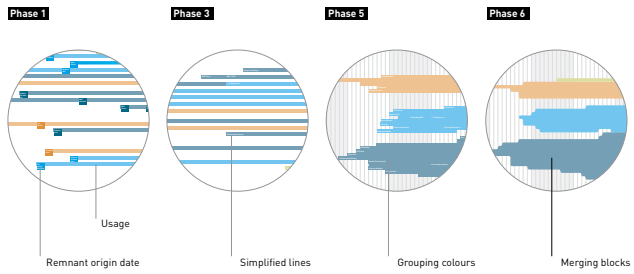 Phase 1
Phase 3
Phase 5
Phase 6
Usage
Remnant origin date
Simplified lines
Grouping colours
Merging blocks